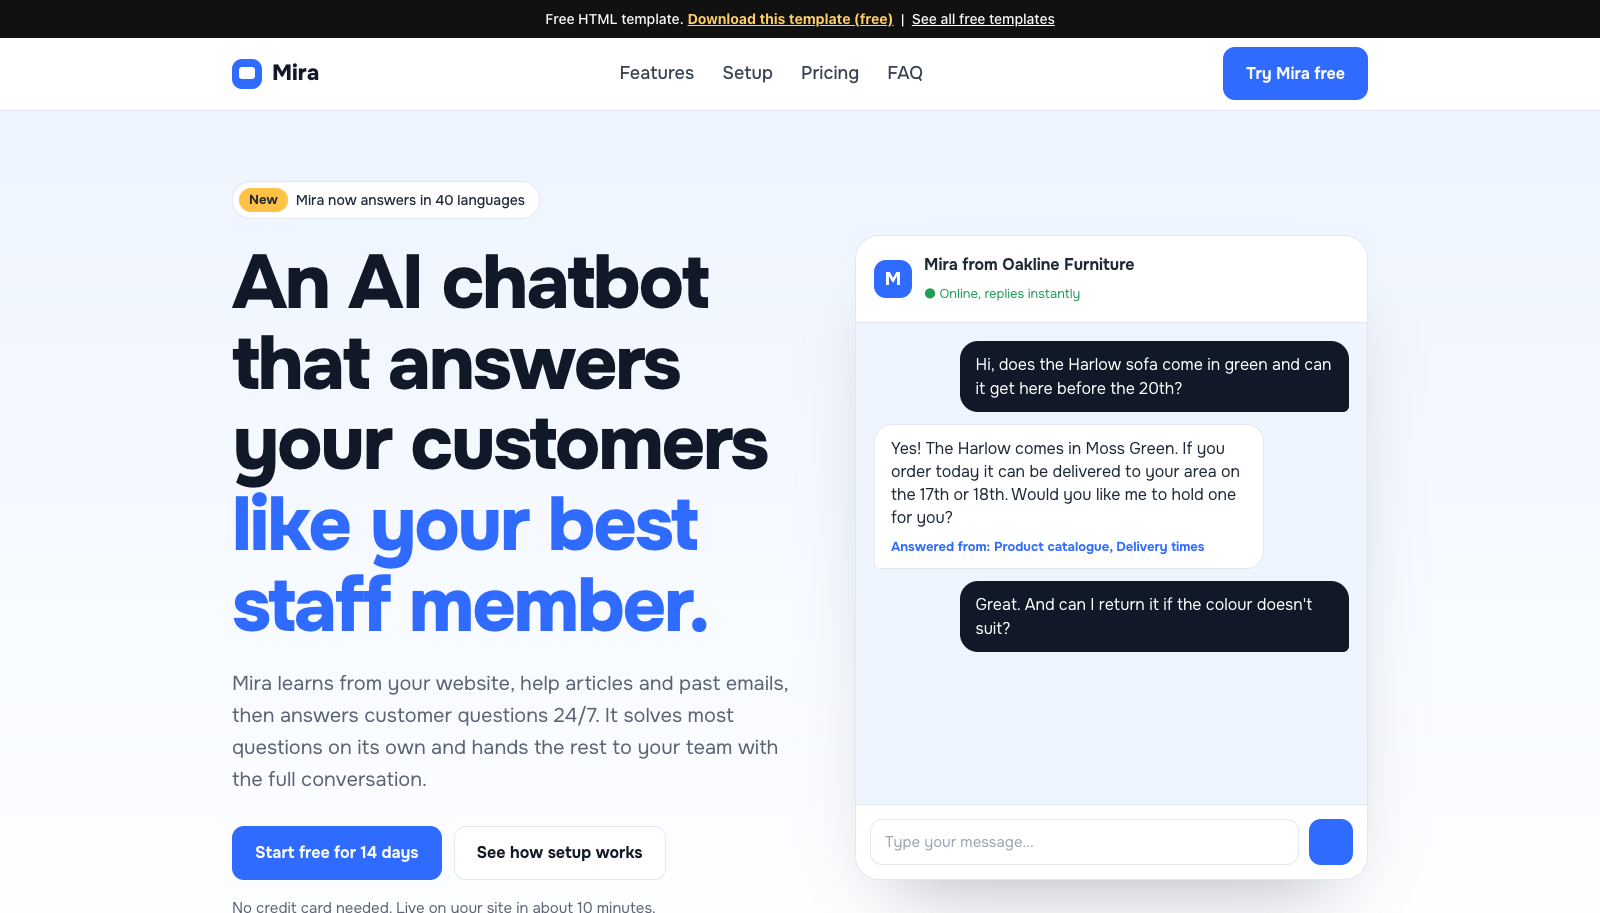 Free HTML template. Download this template (free) | See all free templates
Mira
Features Setup Pricing FAQ
Try Mira free
New Mira now answers in 40 languages
An AI chatbot
that answers
your customers
like your best
staff member.
Mira learns from your website, help articles and past emails,
then answers customer questions 24/7. It solves most
questions on its own and hands the rest to your team with
the full conversation.
Start free for 14 days
See how setup works
No credit card needed. Live on your site in about 10 minutes.
M
Mira from Oakline Furniture
Online, replies instantly
Hi, does the Harlow sofa come in green and can
it get here before the 20th?
Yes! The Harlow comes in Moss Green. If you
order today it can be delivered to your area on
the 17th or 18th. Would you like me to hold one
for you?
Answered from: Product catalogue, Delivery times
Great. And can I return it if the colour doesn't
suit?
Type your message...